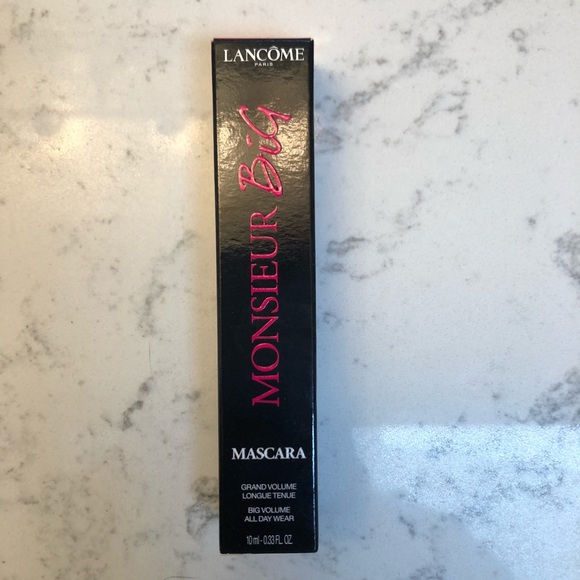 LANCÔME
PARIS
MONSIEUR BiG
MASCARA
GRAND VOLUME
LONGUE TENUE
BIG VOLUME
ALL DAY WEAR
10 ml - 0.33 FL. OZ.